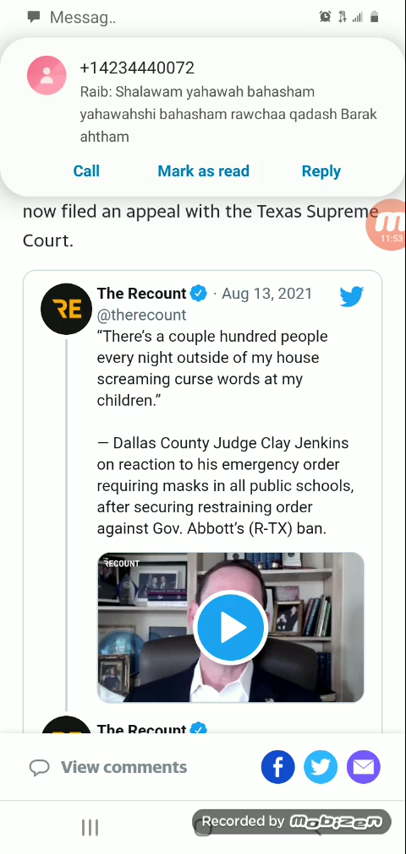 Messag..
+14234440072
Raib: Shalawam yahawah bahasham
yahawahshi bahasham rawchaa qadash Barak
ahtham
Call Mark as read Reply
now filed an appeal with the Texas Supreme
Court.
11:53
RE
The Recount · Aug 13, 2021
@therecount
“There’s a couple hundred people
every night outside of my house
screaming curse words at my
children.”
— Dallas County Judge Clay Jenkins
on reaction to his emergency order
requiring masks in all public schools,
after securing restraining order
against Gov. Abbott’s (R-TX) ban.
RECOUNT
The Recount
View comments
Recorded by Mobizen